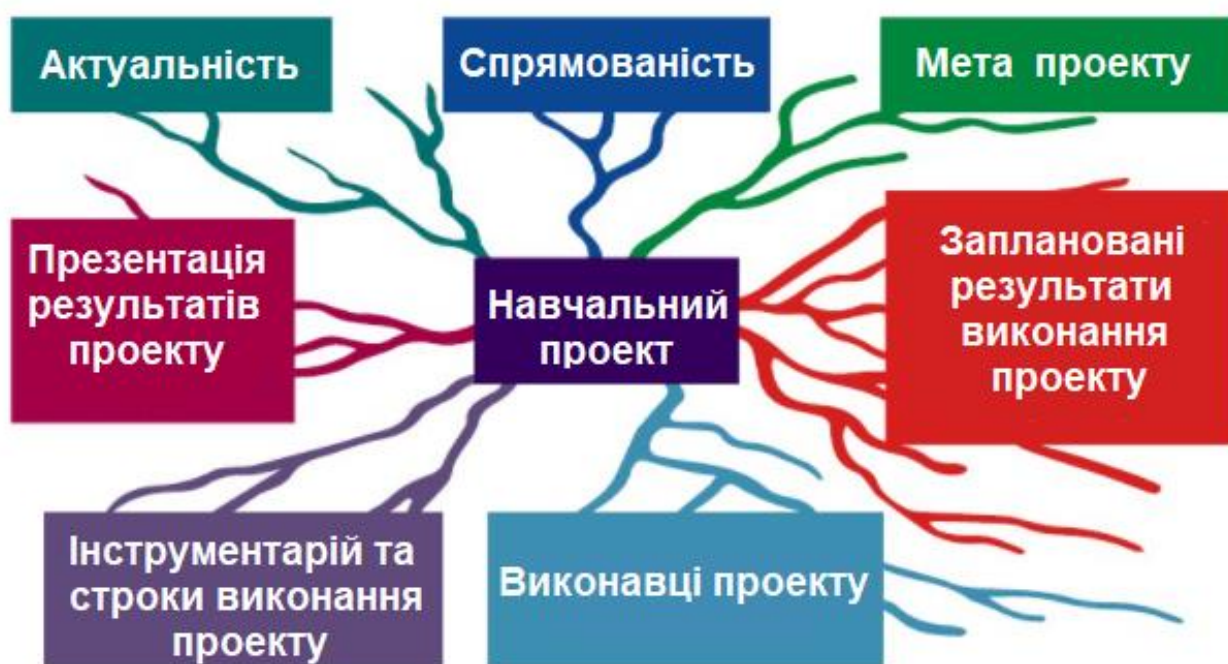 Актуальність
Спрямованість
Мета проекту
Презентація
результатів
проекту
Навчальний
проект
Заплановані
результати
виконання
проекту
Інструментарій та
строки виконання
проекту
Виконавці проекту